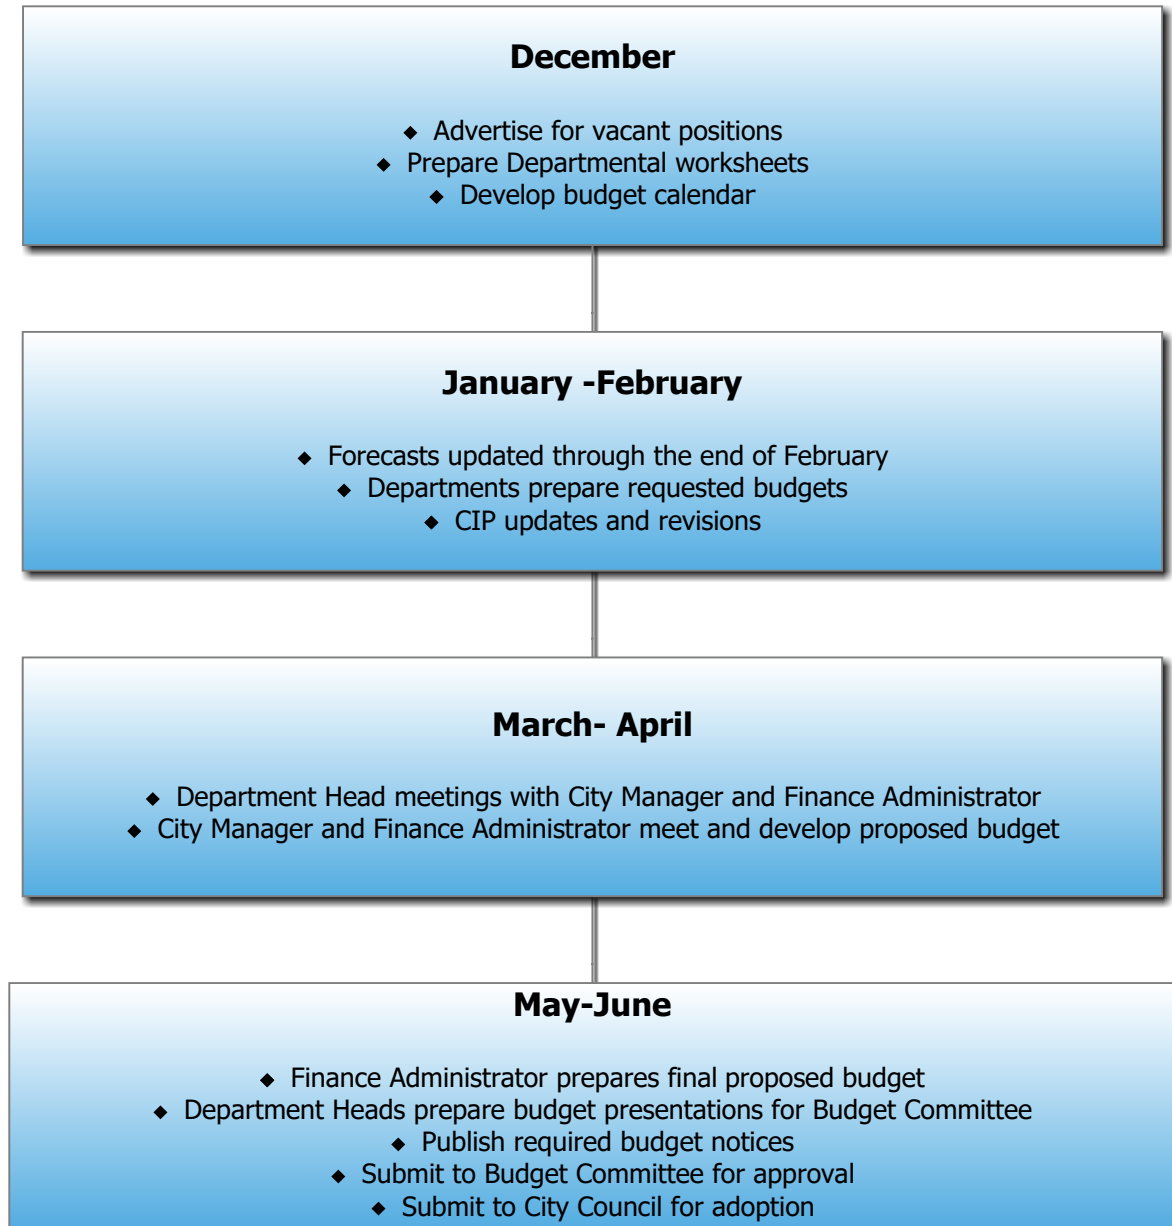 December
◆ Advertise for vacant positions
◆ Prepare Departmental worksheets
◆ Develop budget calendar
January -February
◆ Forecasts updated through the end of February
◆ Departments prepare requested budgets
◆ CIP updates and revisions
March- April
◆ Department Head meetings with City Manager and Finance Administrator
◆ City Manager and Finance Administrator meet and develop proposed budget
May-June
◆ Finance Administrator prepares final proposed budget
◆ Department Heads prepare budget presentations for Budget Committee
◆ Publish required budget notices
◆ Submit to Budget Committee for approval
◆ Submit to City Council for adoption